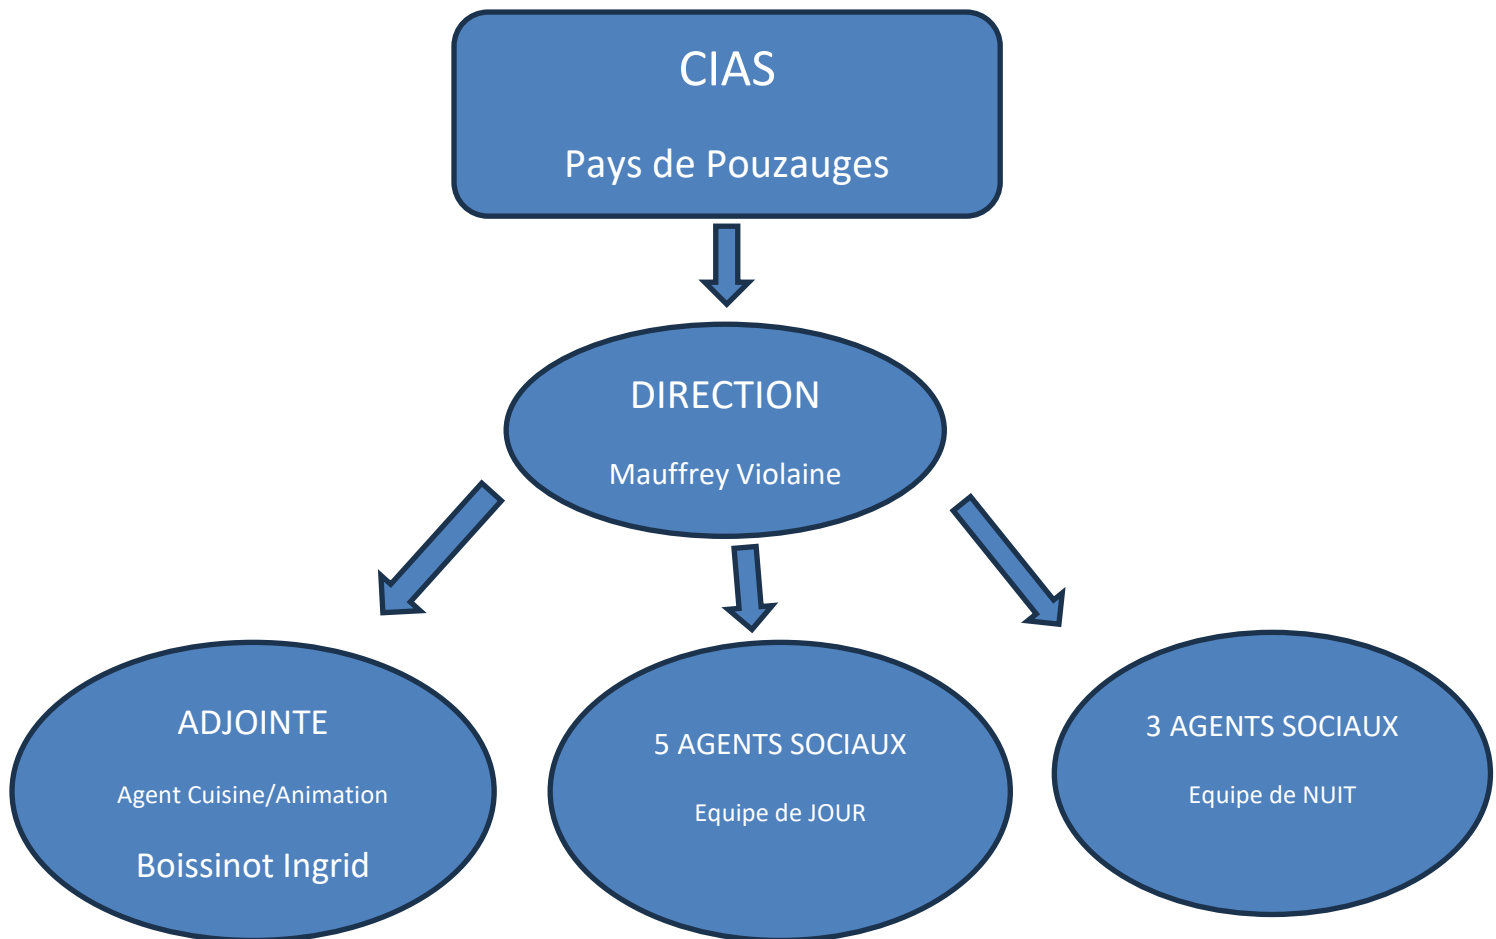 CIAS
Pays de Pouzauges
DIRECTION
Mauffrey Violaine
ADJOINTE
Agent Cuisine/Animation
Boissinot Ingrid
5 AGENTS SOCIAUX
Equipe de JOUR
3 AGENTS SOCIAUX
Equipe de NUIT